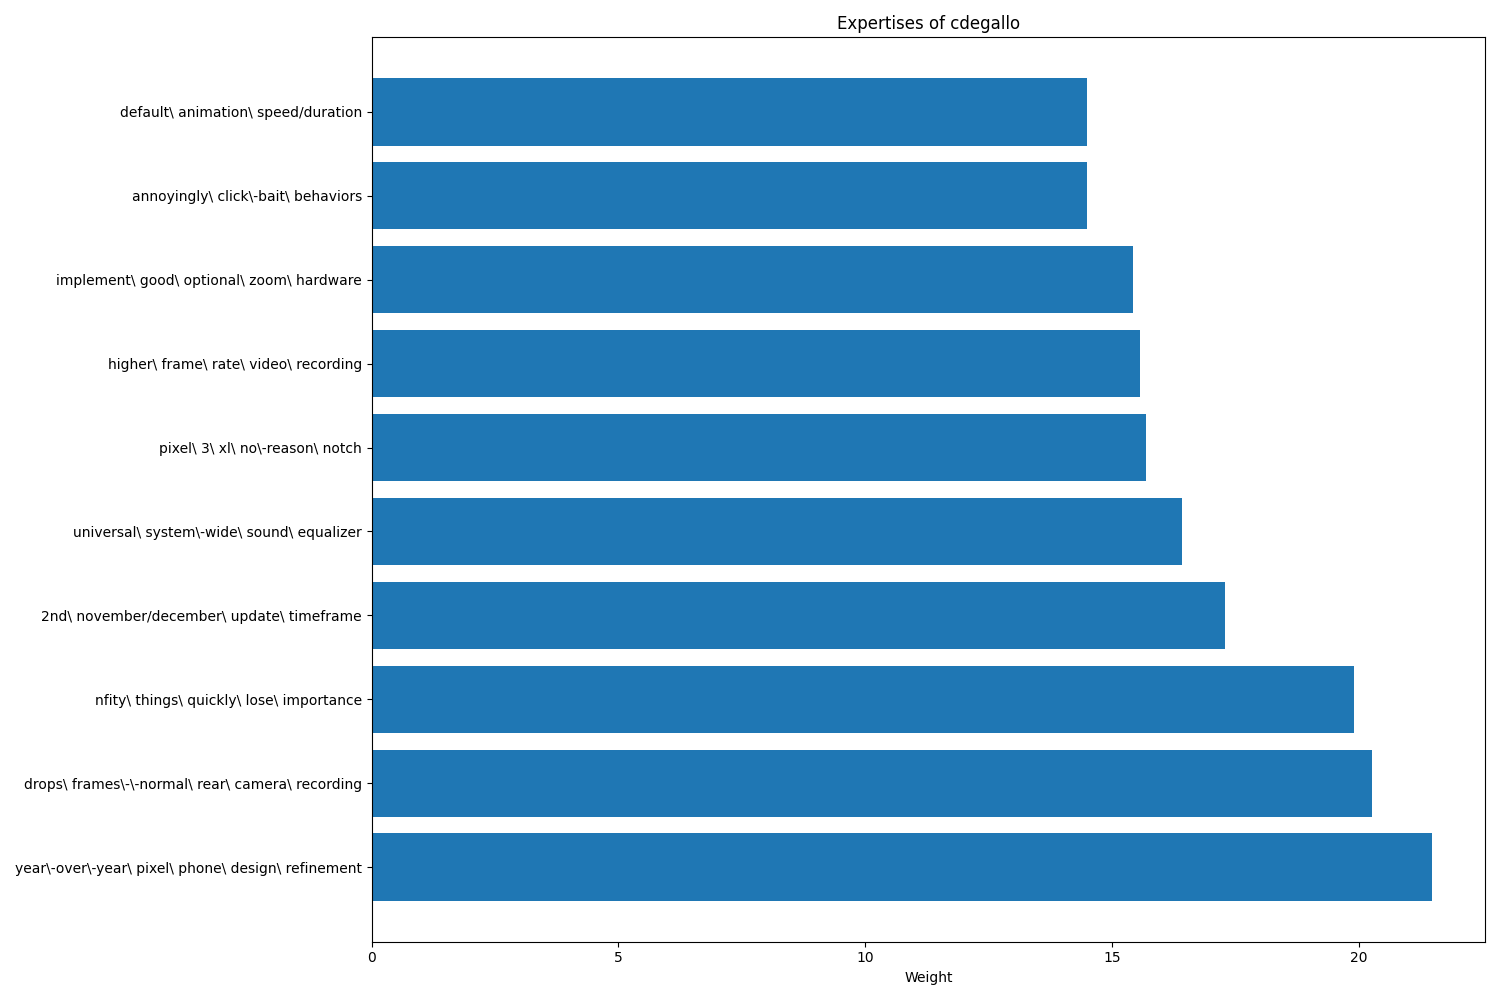 Expertises of cdegallo
default\ animation\ speed/duration
annoyingly\ click\-bait\ behaviors
implement\ good\ optional\ zoom\ hardware
higher\ frame\ rate\ video\ recording
pixel\ 3\ xl\ no\-reason\ notch
universal\ system\-wide\ sound\ equalizer
2nd\ november/december\ update\ timeframe
nfity\ things\ quickly\ lose\ importance
drops\ frames\-\-normal\ rear\ camera\ recording
year\-over\-year\ pixel\ phone\ design\ refinement
0 5 10 15 20
Weight